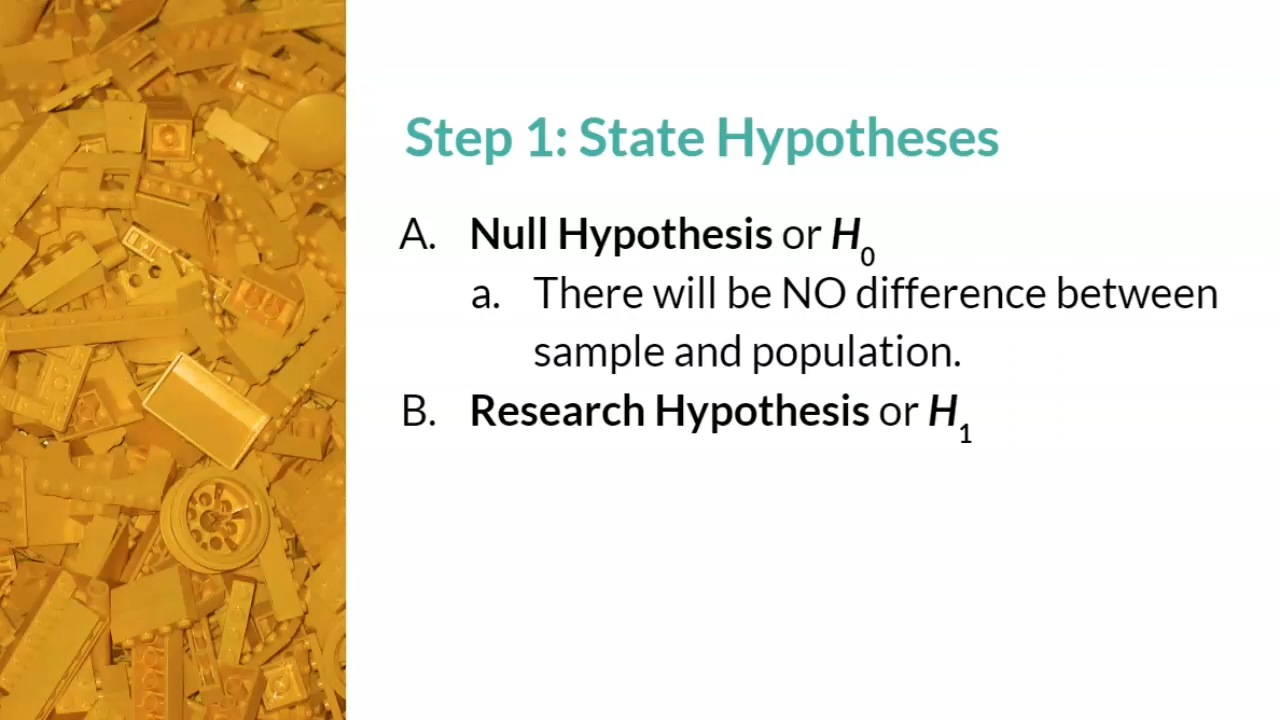 Step 1: State Hypotheses
A. Null Hypothesis or H0
a. There will be NO difference between
sample and population.
B. Research Hypothesis or H1